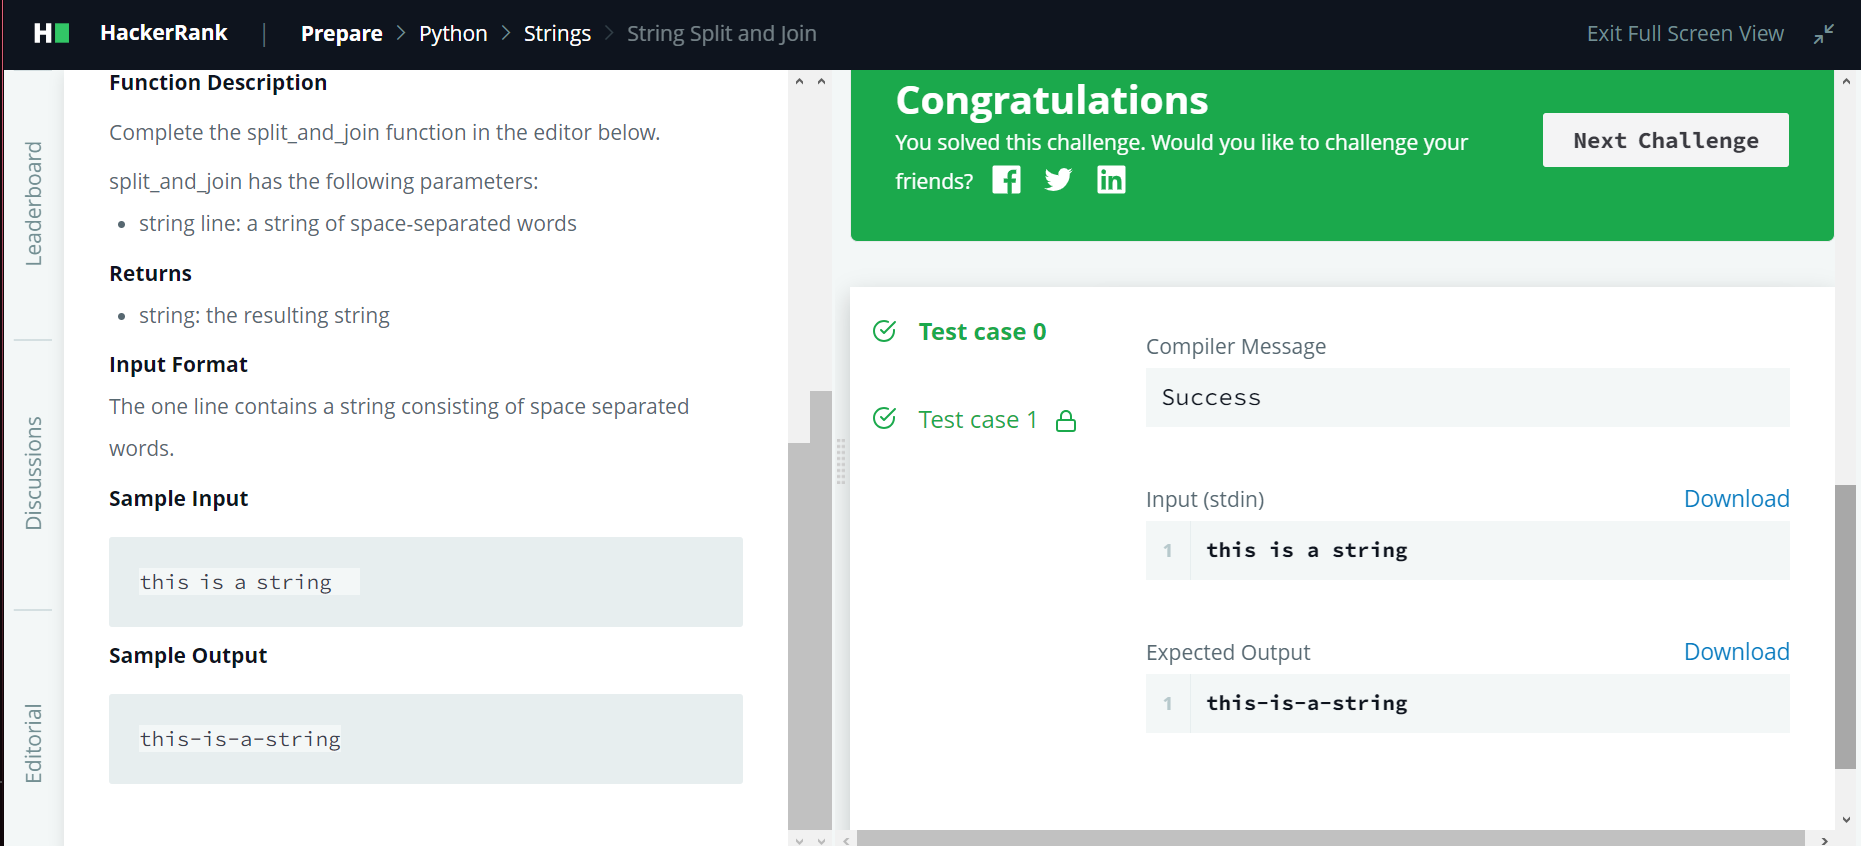 HackerRank | Prepare > Python > Strings > String Split and Join
Exit Full Screen View
Leaderboard
Discussions
Editorial
Function Description
Complete the split_and_join function in the editor below.
split_and_join has the following parameters:
• string line: a string of space-separated words
Returns
• string: the resulting string
Input Format
The one line contains a string consisting of space separated
words.
Sample Input
this is a string
Sample Output
this-is-a-string
Congratulations
You solved this challenge. Would you like to challenge your
friends?
Next Challenge
Test case 0
Test case 1
Compiler Message
Success
Input (stdin)
Download
1 this is a string
Expected Output
Download
1 this-is-a-string